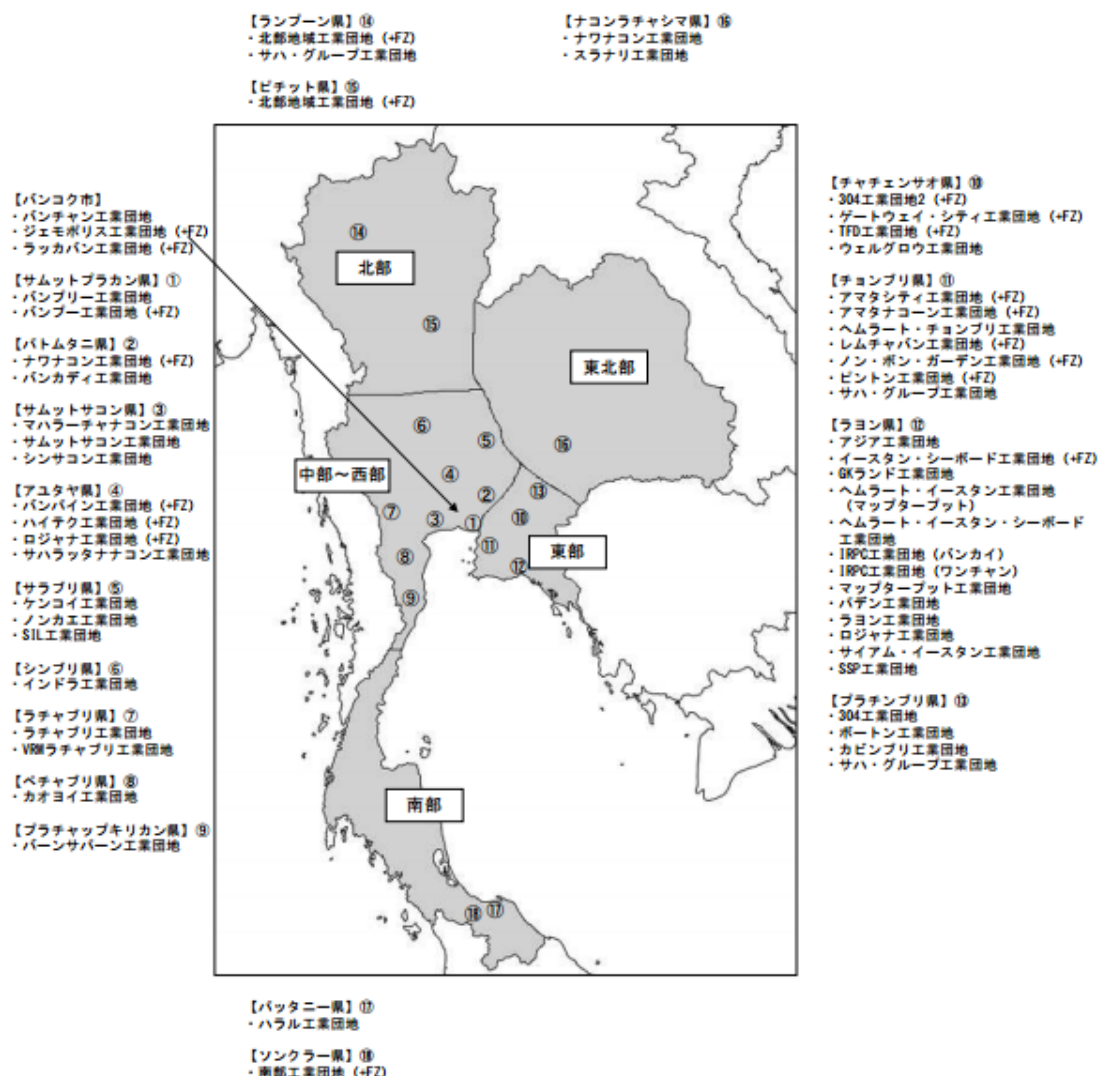 【ランプーン県】⑭
・北部地域工業団地（+FZ）
・サハ・グループ工業団地
【ピチット県】⑮
・北部地域工業団地（+FZ）
【ナコンラチャシマ県】⑯
・ナワナコン工業団地
・スラナリ工業団地
【バンコク市】
・バンチャン工業団地
・ジェモポリス工業団地（+FZ）
・ラッカバン工業団地（+FZ）
【サムットプラカン県】①
・バンプリー工業団地
・バンプー工業団地（+FZ）
【パトムタニ県】②
・ナワナコン工業団地（+FZ）
・バンカディ工業団地
【サムットサコン県】③
・マハラーチャナコン工業団地
・サムットサコン工業団地
・シンサコン工業団地
【アユタヤ県】④
・バンパイン工業団地（+FZ）
・ハイテク工業団地（+FZ）
・ロジャナ工業団地（+FZ）
・サハラッタナナコン工業団地
【サラブリ県】⑤
・ケンコイ工業団地
・ノンカエ工業団地
・SIL工業団地
【シンブリ県】⑥
・インドラ工業団地
【ラチャブリ県】⑦
・ラチャブリ工業団地
・VRMラチャブリ工業団地
【ペチャブリ県】⑧
・カオヨイ工業団地
【プラチャップキリカン県】⑨
・バーンサパーン工業団地
⑭
北部
⑮
東北部
⑥
⑤
⑯
中部～西部
④
②
⑬
⑦
③
①
⑩
⑪
東部
⑧
⑫
⑨
南部
⑱
⑰
【チャチェンサオ県】⑩
・304工業団地2（+FZ）
・ゲートウェイ・シティ工業団地（+FZ）
・TFD工業団地（+FZ）
・ウェルグロウ工業団地
【チョンブリ県】⑪
・アマタシティ工業団地（+FZ）
・アマタナコーン工業団地（+FZ）
・ヘムラート・チョンブリ工業団地
・レムチャバン工業団地（+FZ）
・ノン・ボン・ガーデン工業団地（+FZ）
・ピントン工業団地（+FZ）
・サハ・グループ工業団地
【ラヨン県】⑫
・アジア工業団地
・イースタン・シーボード工業団地（+FZ）
・GKランド工業団地
・ヘムラート・イースタン工業団地
（マップタープット）
・ヘムラート・イースタン・シーボード
工業団地
・IRPC工業団地（バンカイ）
・IRPC工業団地（ワンチャン）
・マップタープット工業団地
・パデン工業団地
・ラヨン工業団地
・ロジャナ工業団地
・サイアム・イースタン工業団地
・SSP工業団地
【プラチンブリ県】⑬
・304工業団地
・ボートン工業団地
・カビンブリ工業団地
・サハ・グループ工業団地
【パッタニー県】⑰
・ハラル工業団地
【ソンクラー県】⑱
・南部工業団地（+FZ）